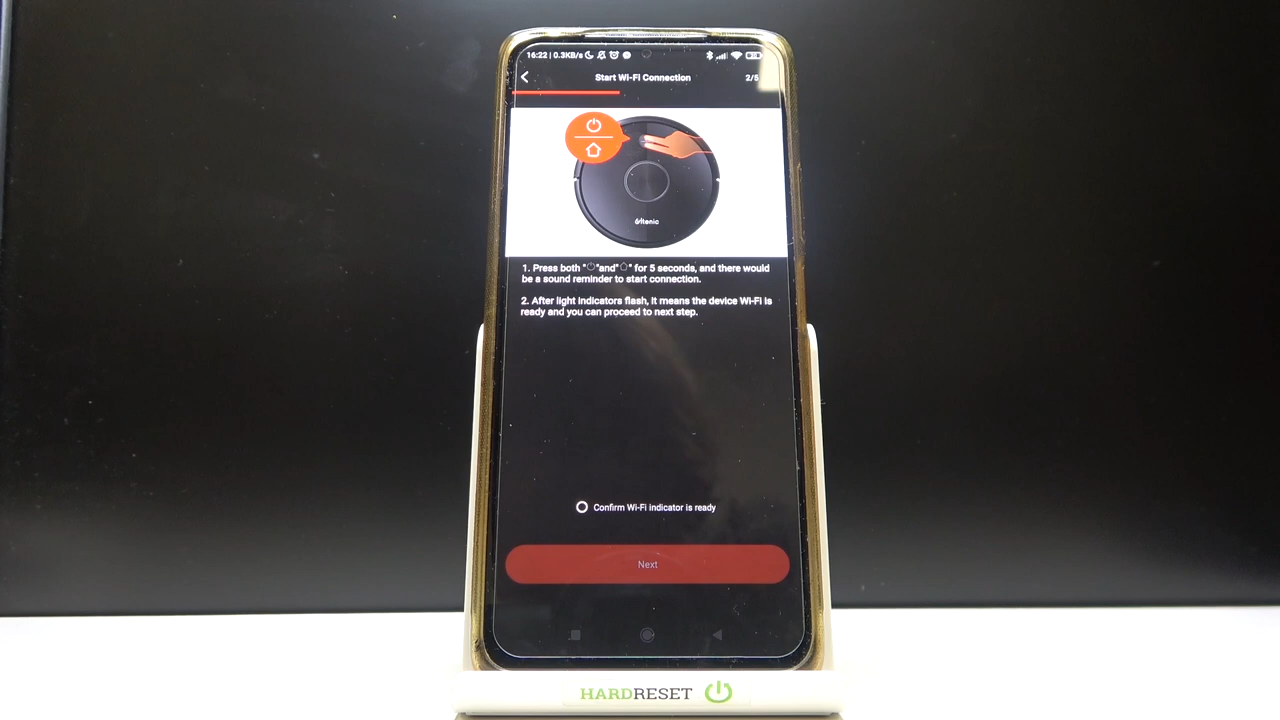 16:22 | 0.3KB/s
Start Wi-Fi Connection
2/5
ultenic
1. Press both "" and "" for 5 seconds, and there would
be a sound reminder to start connection.
2. After light indicators flash, it means the device Wi-Fi is
ready and you can proceed to next step.
Confirm Wi-Fi indicator is ready
Next
HARDRESET